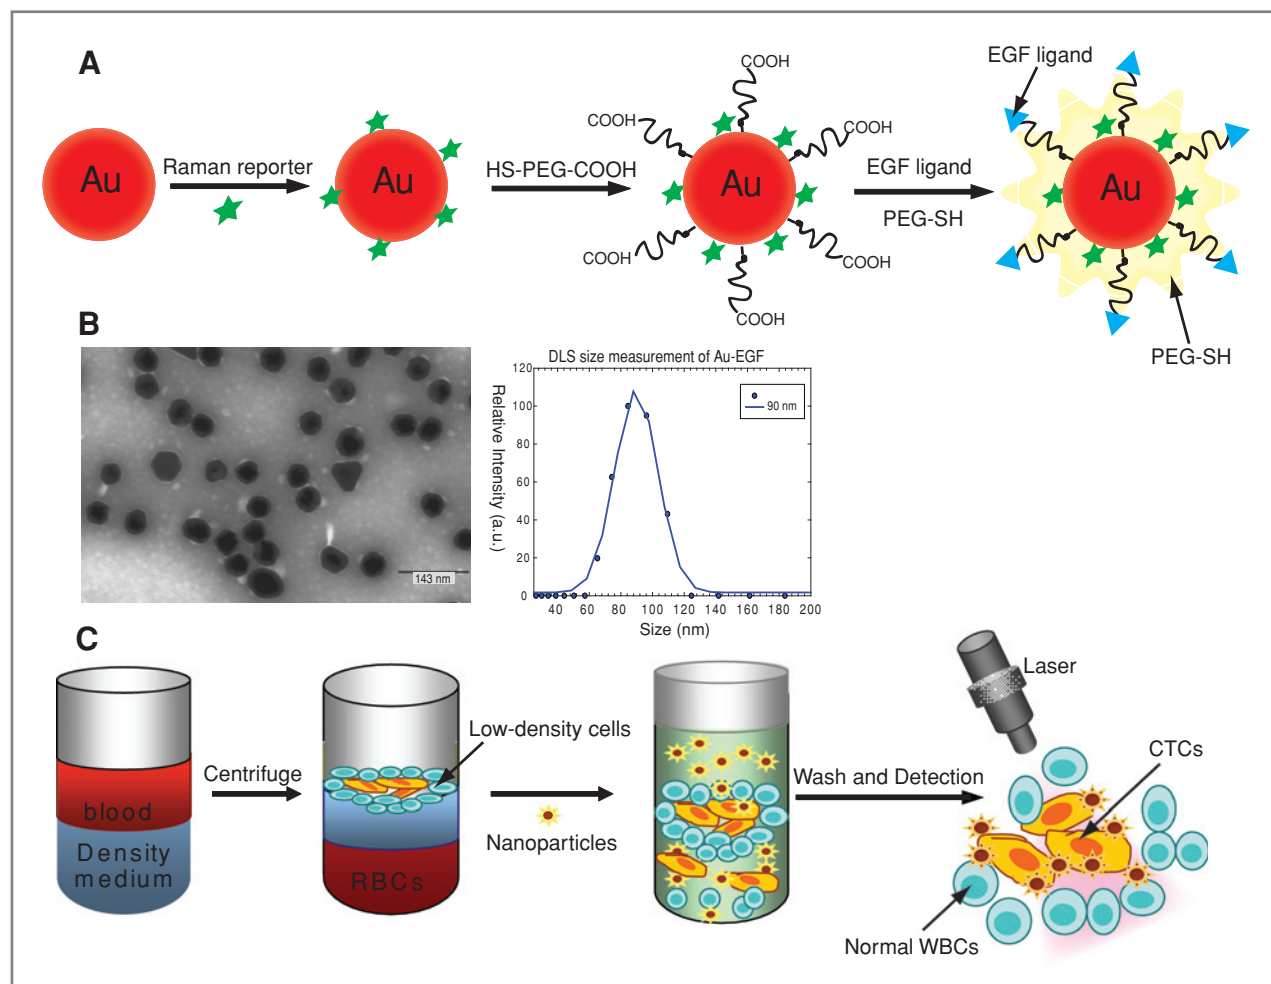 A
Au
Raman reporter
Au
HS-PEG-COOH
COOH
COOH
COOH
Au
COOH
COOH
COOH
EGF ligand
PEG-SH
EGF ligand
Au
PEG-SH
B
143 nm
DLS size measurement of Au-EGF
Relative Intensity (a.u.)
120
100
80
60
40
20
0
90 nm
40 60 80 100 120 140 160 180 200
Size (nm)
C
blood
Density
medium
Centrifuge
Low-density cells
RBCs
Nanoparticles
Wash and Detection
Laser
CTCs
Normal WBCs